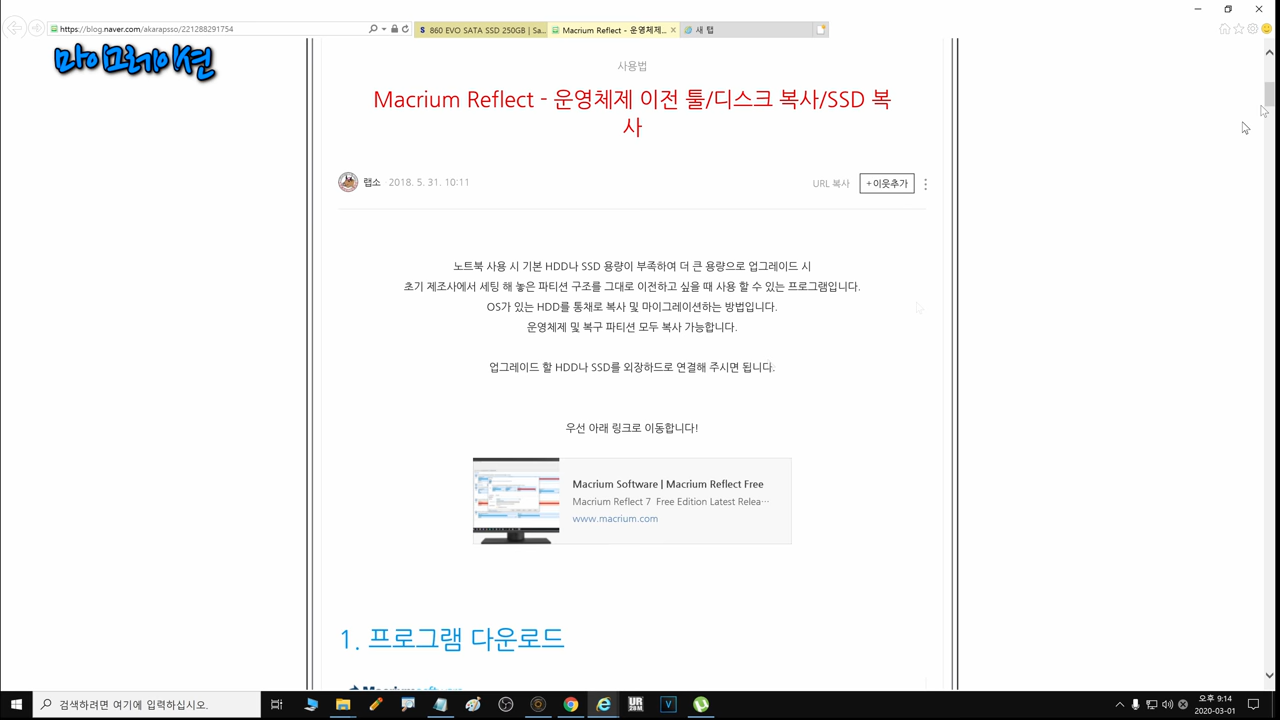 https://blog.naver.com/akarapsso/221288291754
860 EVO SATA SSD 250GB | Sa...
Macrium Reflect - 운영체제...
새 탭
마이그레이션
사용법
Macrium Reflect - 운영체제 이전 툴/디스크 복사/SSD 복
사
랩소 2018. 5. 31. 10:11
URL 복사
+이웃추가
노트북 사용 시 기본 HDD나 SSD 용량이 부족하여 더 큰 용량으로 업그레이드 시
초기 제조사에서 세팅 해 놓은 파티션 구조를 그대로 이전하고 싶을 때 사용 할 수 있는 프로그램입니다.
OS가 있는 HDD를 통채로 복사 및 마이그레이션하는 방법입니다.
운영체제 및 복구 파티션 모두 복사 가능합니다.
업그레이드 할 HDD나 SSD를 외장하드로 연결해 주시면 됩니다.
우선 아래 링크로 이동합니다!
Macrium Software | Macrium Reflect Free
Macrium Reflect 7 Free Edition Latest Relea…
www.macrium.com
1. 프로그램 다운로드
검색하려면 여기에 입력하십시오.
오후 9:14
2020-03-01